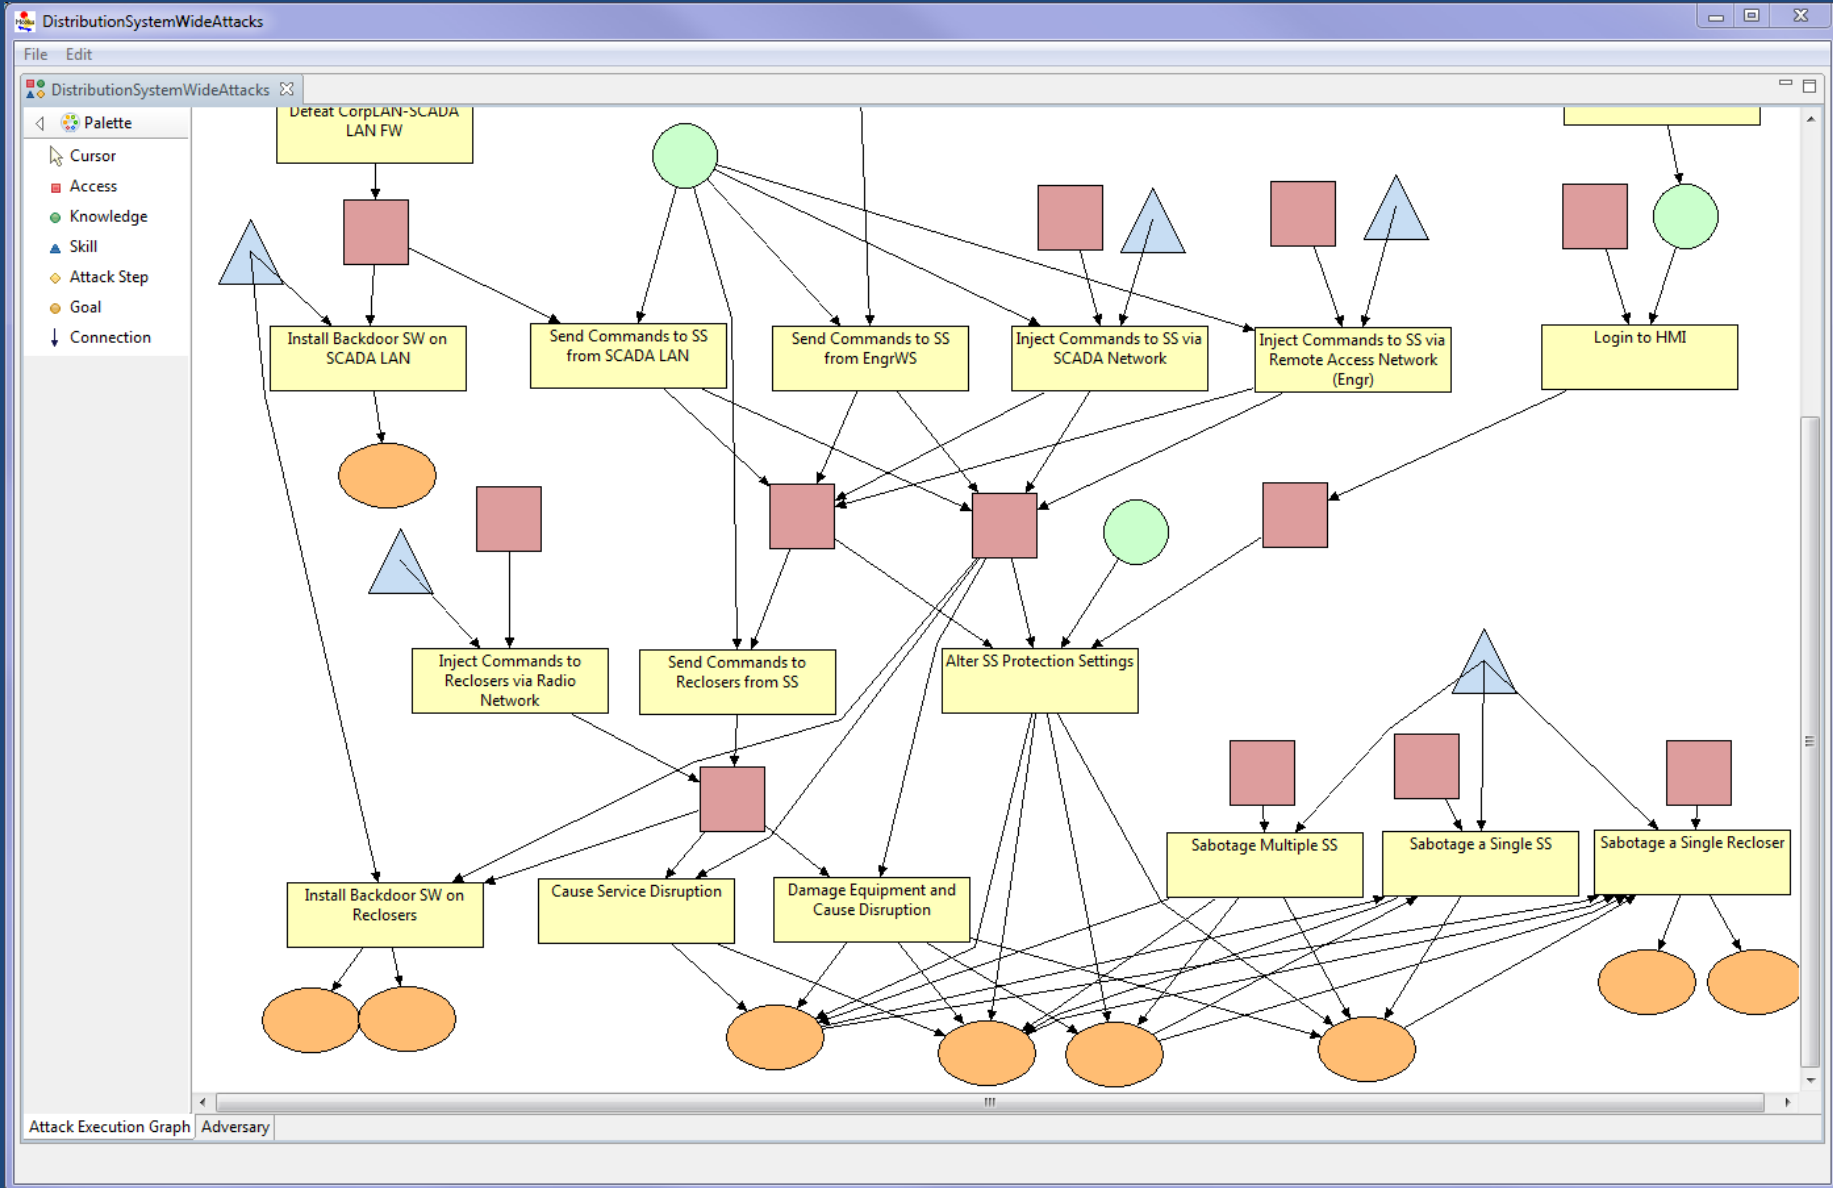 DistributionSystemWideAttacks
File Edit
DistributionSystemWideAttacks
Palette
Cursor
Access
Knowledge
Skill
Attack Step
Goal
Connection
Defeat CorpLAN-SCADA
LAN FW
Install Backdoor SW on
SCADA LAN
Send Commands to SS
from SCADA LAN
Send Commands to SS
from EngrWS
Inject Commands to SS via
SCADA Network
Inject Commands to SS via
Remote Access Network
(Engr)
Login to HMI
Inject Commands to
Reclosers via Radio
Network
Send Commands to
Reclosers from SS
Alter SS Protection Settings
Sabotage Multiple SS
Sabotage a Single SS
Sabotage a Single Recloser
Install Backdoor SW on
Reclosers
Cause Service Disruption
Damage Equipment and
Cause Disruption
Attack Execution Graph
Adversary